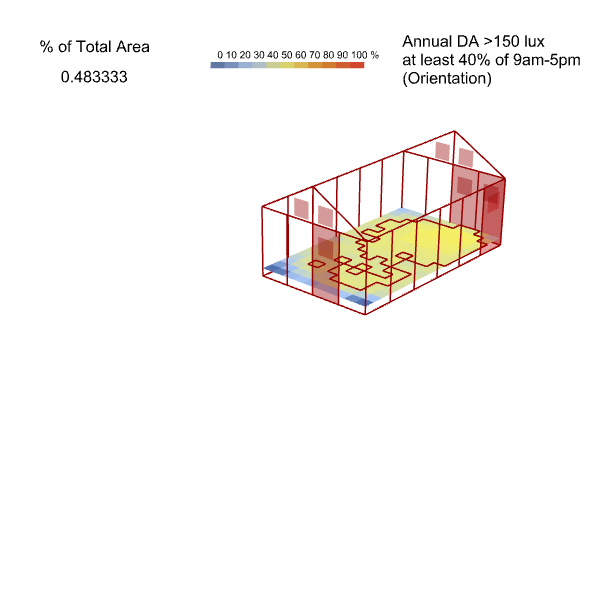 % of Total Area
0.483333
0 10 20 30 40 50 60 70 80 90 100 %
Annual DA >150 lux
at least 40% of 9am-5pm
(Orientation)